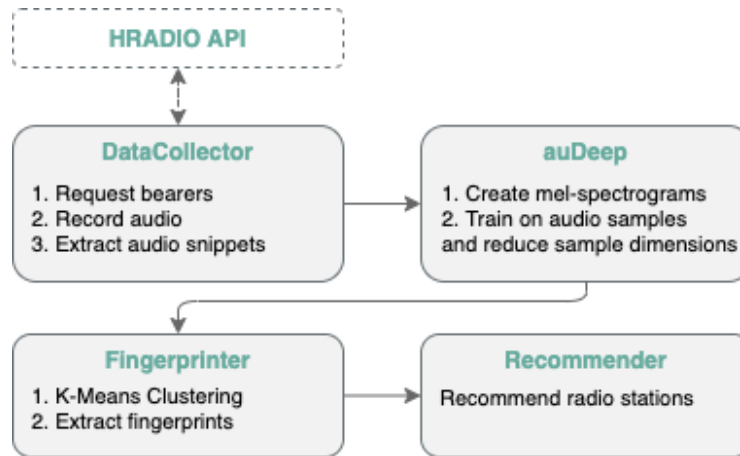 HRADIO API
DataCollector
1. Request bearers
2. Record audio
3. Extract audio snippets
auDeep
1. Create mel-spectrograms
2. Train on audio samples
and reduce sample dimensions
Fingerprinter
1. K-Means Clustering
2. Extract fingerprints
Recommender
Recommend radio stations